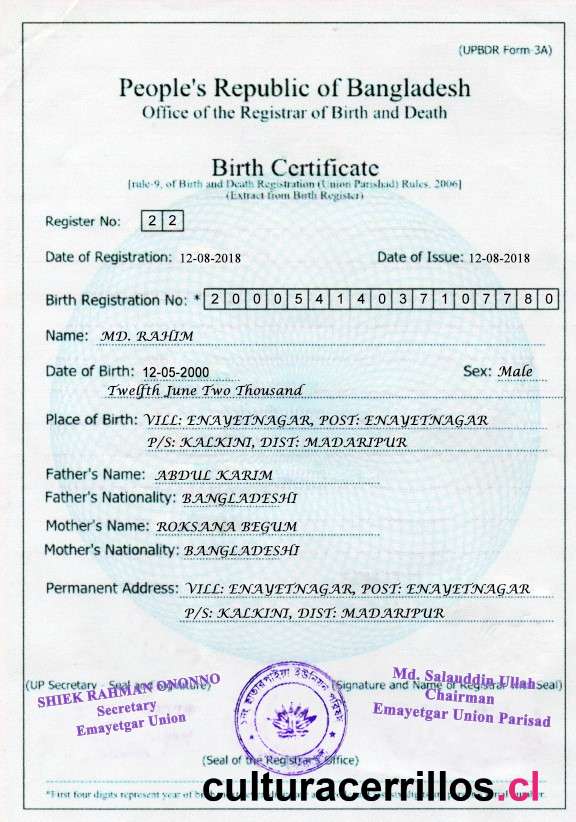 (UPBDR Form-3A)
People's Republic of Bangladesh
Office of the Registrar of Birth and Death
Birth Certificate
[rule-9, of Birth and Death Registration (Union Parishad) Rules, 2006]
(Extract from Birth Register)
Register No: 2 2
Date of Registration: 12-08-2018 Date of Issue: 12-08-2018
Birth Registration No: * 2 0 0 0 5 4 1 4 0 3 7 1 0 7 7 8 0
Name: MD. RAHIM
Date of Birth: 12-05-2000 Sex: Male
Twelfth June Two Thousand
Place of Birth: VILL: ENAYETNAGAR, POST: ENAYETNAGAR
P/S: KALKINI, DIST: MADARIPUR
Father's Name: ABDUL KARIM
Father's Nationality: BANGLADESHI
Mother's Name: ROKSANA BEGUM
Mother's Nationality: BANGLADESHI
Permanent Address: VILL: ENAYETNAGAR, POST: ENAYETNAGAR
P/S: KALKINI, DIST: MADARIPUR
(UP Secretary - Seal and Signature)
SHIEK RAHMAN ONONNO
Secretary
Emayetgar Union
(Signature and Name of Registrar with Seal)
Md. Salauddin Ullah
Chairman
Emayetgar Union Parisad
ইউনিয়ন পরিষদ
(Seal of the Registrar's Office)
culturacerrillos.cl
*First four digits represent year of birth